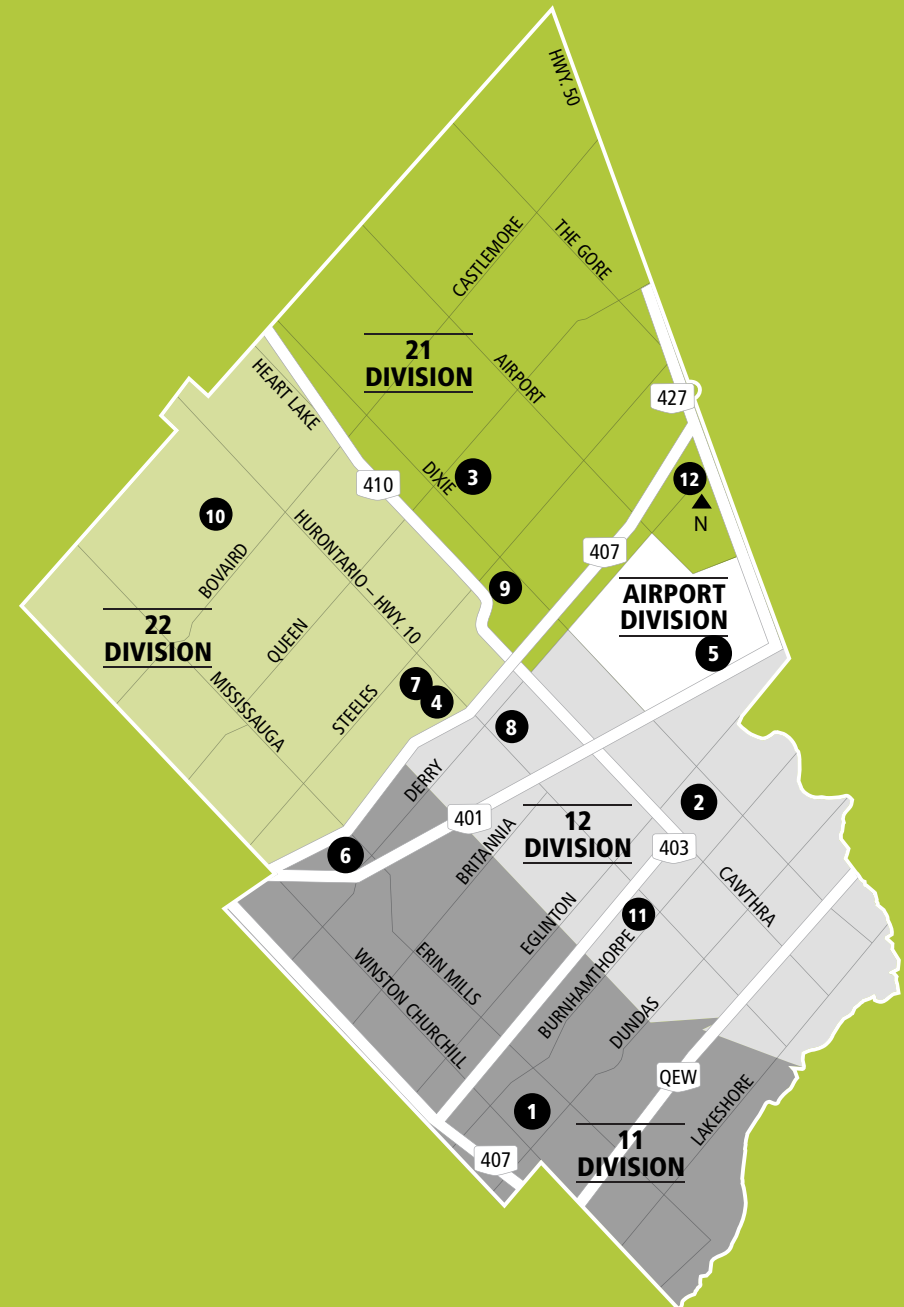 HWY. 50
CASTLEMORE
THE GORE
21
DIVISION
HEART LAKE
AIRPORT
427
DIXIE
3
410
12
N
10
HURONTARIO – HWY. 10
BOVAIRD
407
9
AIRPORT
DIVISION
22
DIVISION
QUEEN
5
MISSISSAUGA
STEELES
7
4
8
DERRY
401
2
12
DIVISION
BRITANNIA
403
6
CAWTHRA
EGLINTON
11
BURNHAMTHORPE
ERIN MILLS
WINSTON CHURCHILL
DUNDAS
QEW
LAKESHORE
1
11
DIVISION
407